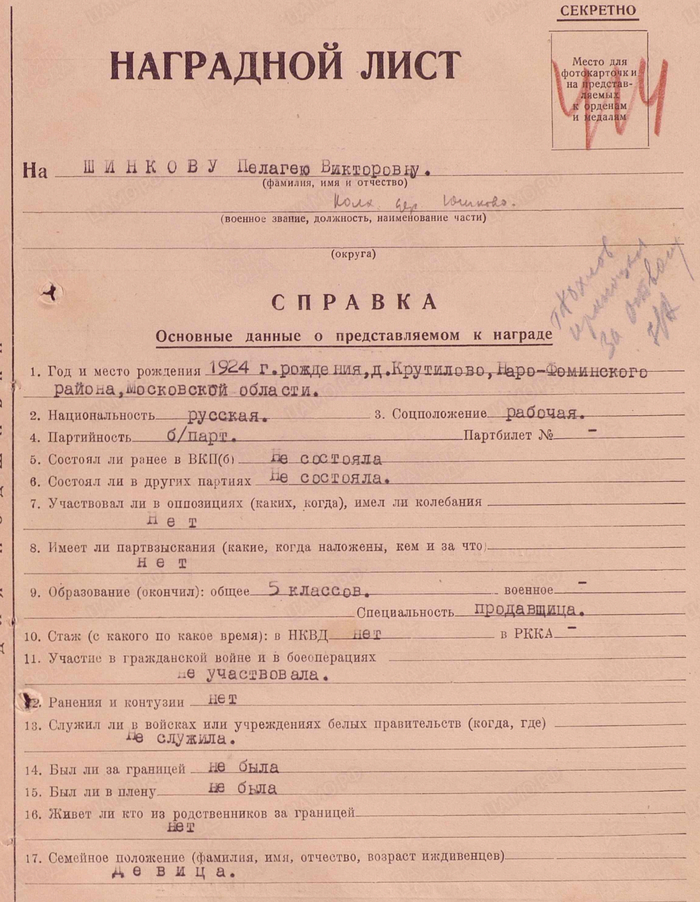 СЕКРЕТНО
НАГРАДНОЙ ЛИСТ
Место для
фотокарточки
на представ-
ляемых
к орденам
и медалям
На ШИНКОВУ Пелагею Викторовну.
(фамилия, имя и отчество)
(военное звание, должность, наименование части)
(округа)
за
СПРАВКА
Основные данные о представляемом к награде
1. Год и место рождения 1924 г.рождения,д.Крутилово,Наро-Фоминского
района,Московской области.
2. Национальность русская. 3. Соцположение рабочая.
4. Партийность б/парт. Партбилет № –
5. Состоял ли ранее в ВКП(б) не состояла
6. Состоял ли в других партиях не состояла.
7. Участвовал ли в оппозициях (каких, когда), имел ли колебания
нет
8. Имеет ли партвзыскания (какие, когда наложены, кем и за что)
нет
9. Образование (окончил): общее 5 классов. военное –
Специальность продавщица.
10. Стаж (с какого по какое время): в НКВД нет в РККА –
11. Участие в гражданской войне и в боеоперациях
не участвовала.
12. Ранения и контузии нет
13. Служил ли в войсках или учреждениях белых правительств (когда, где)
не служила.
14. Был ли за границей не была
15. Был ли в плену не была
16. Живет ли кто из родственников за границей
нет
17. Семейное положение (фамилия, имя, отчество, возраст иждивенцев)
девица.